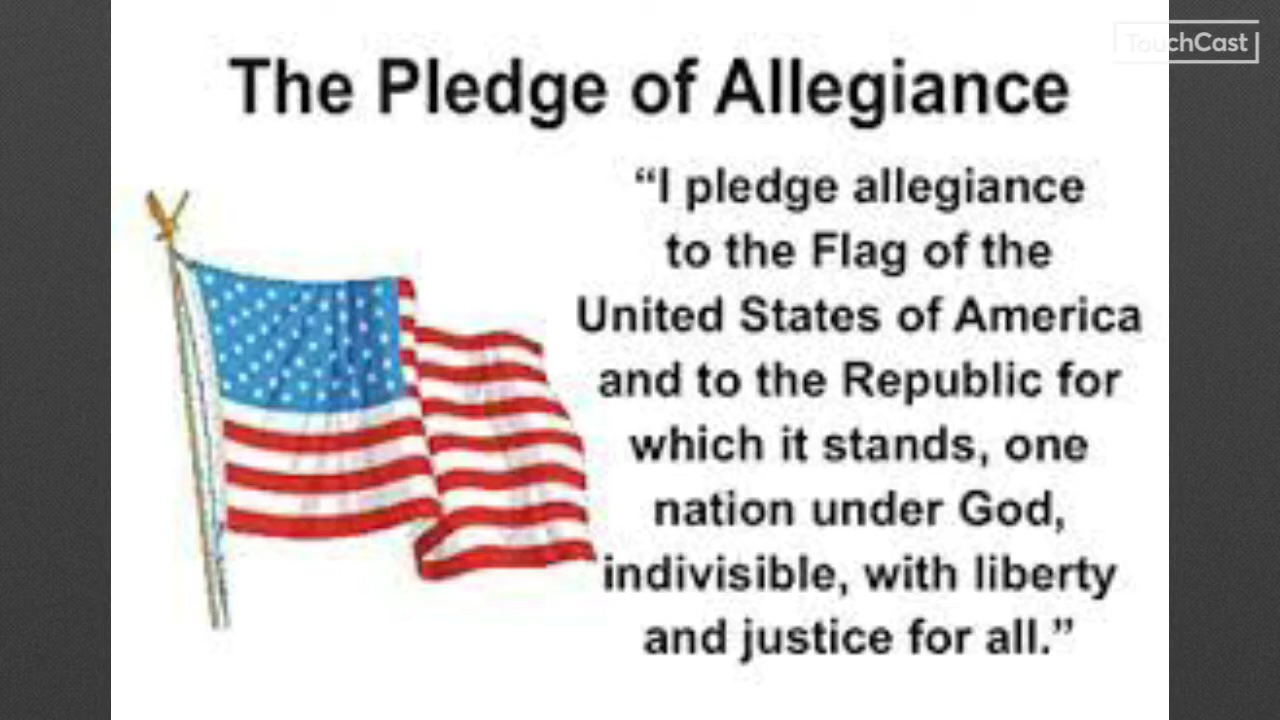 TouchCast
The Pledge of Allegiance
“I pledge allegiance
to the Flag of the
United States of America
and to the Republic for
which it stands, one
nation under God,
indivisible, with liberty
and justice for all.”